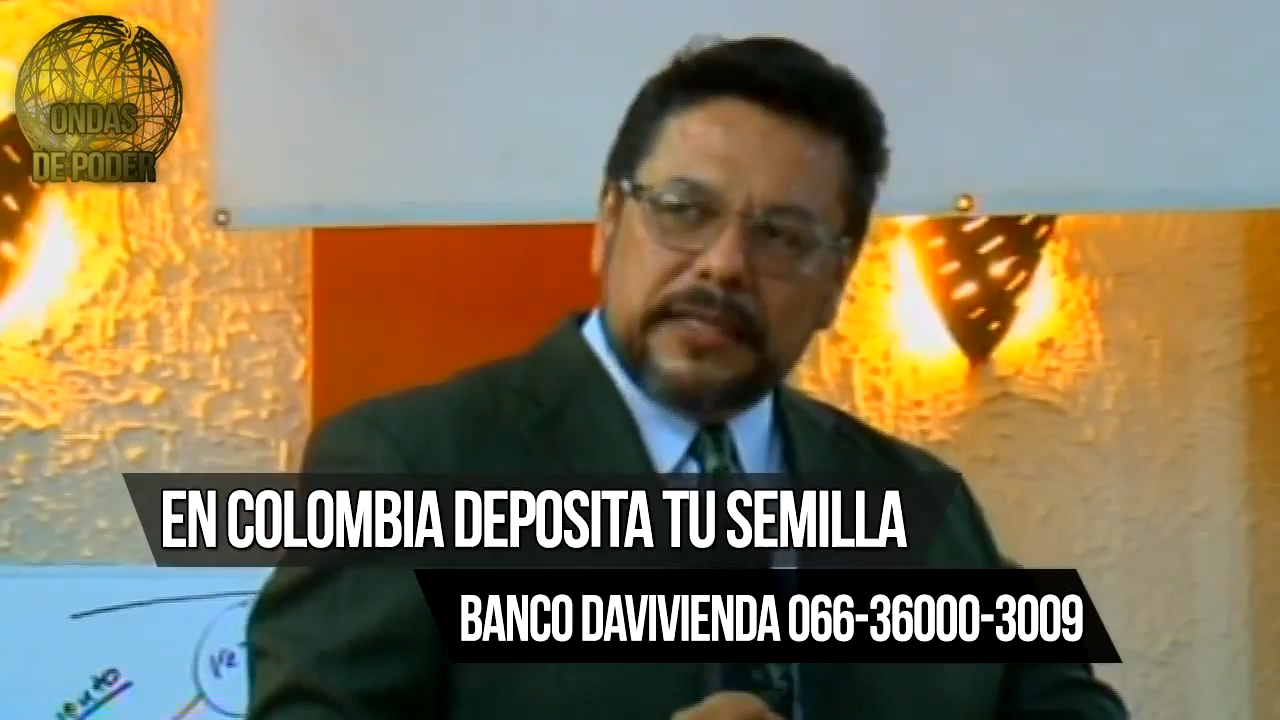 ONDAS
DE PODER
EN COLOMBIA DEPOSITA TU SEMILLA
BANCO DAVIVIENDA 066-36000-3009